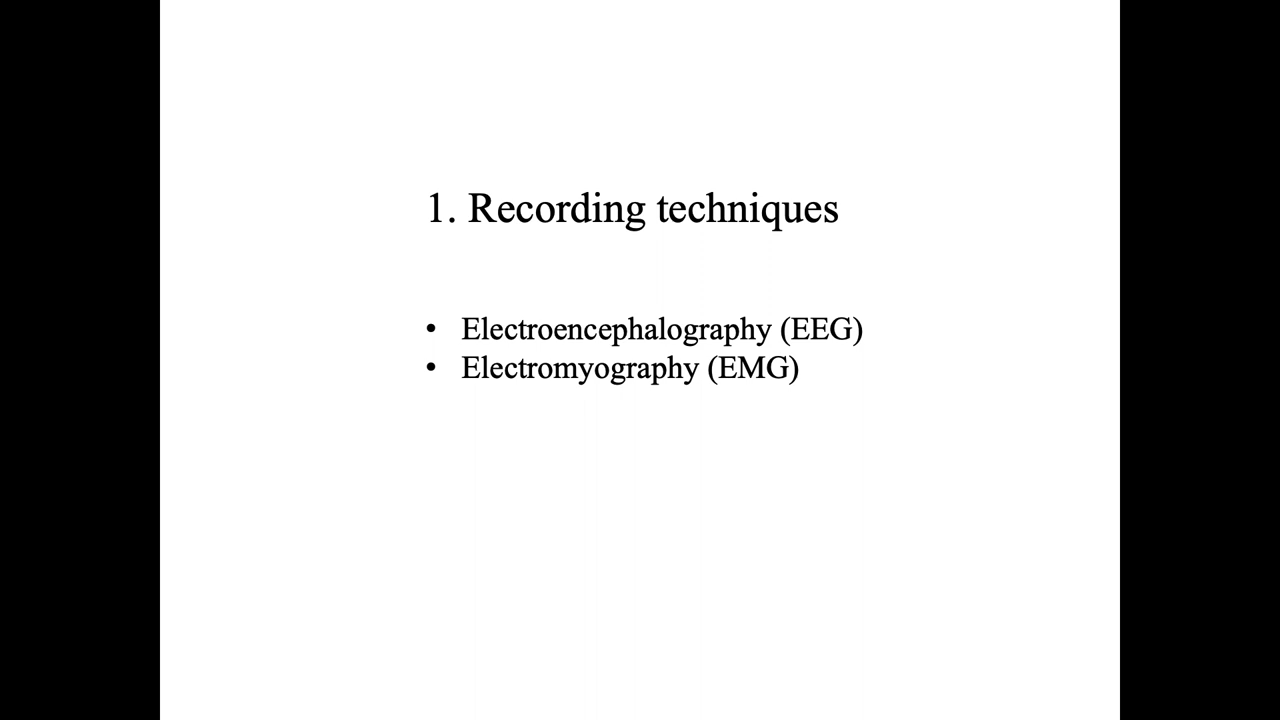 1. Recording techniques
• Electroencephalography (EEG)
• Electromyography (EMG)